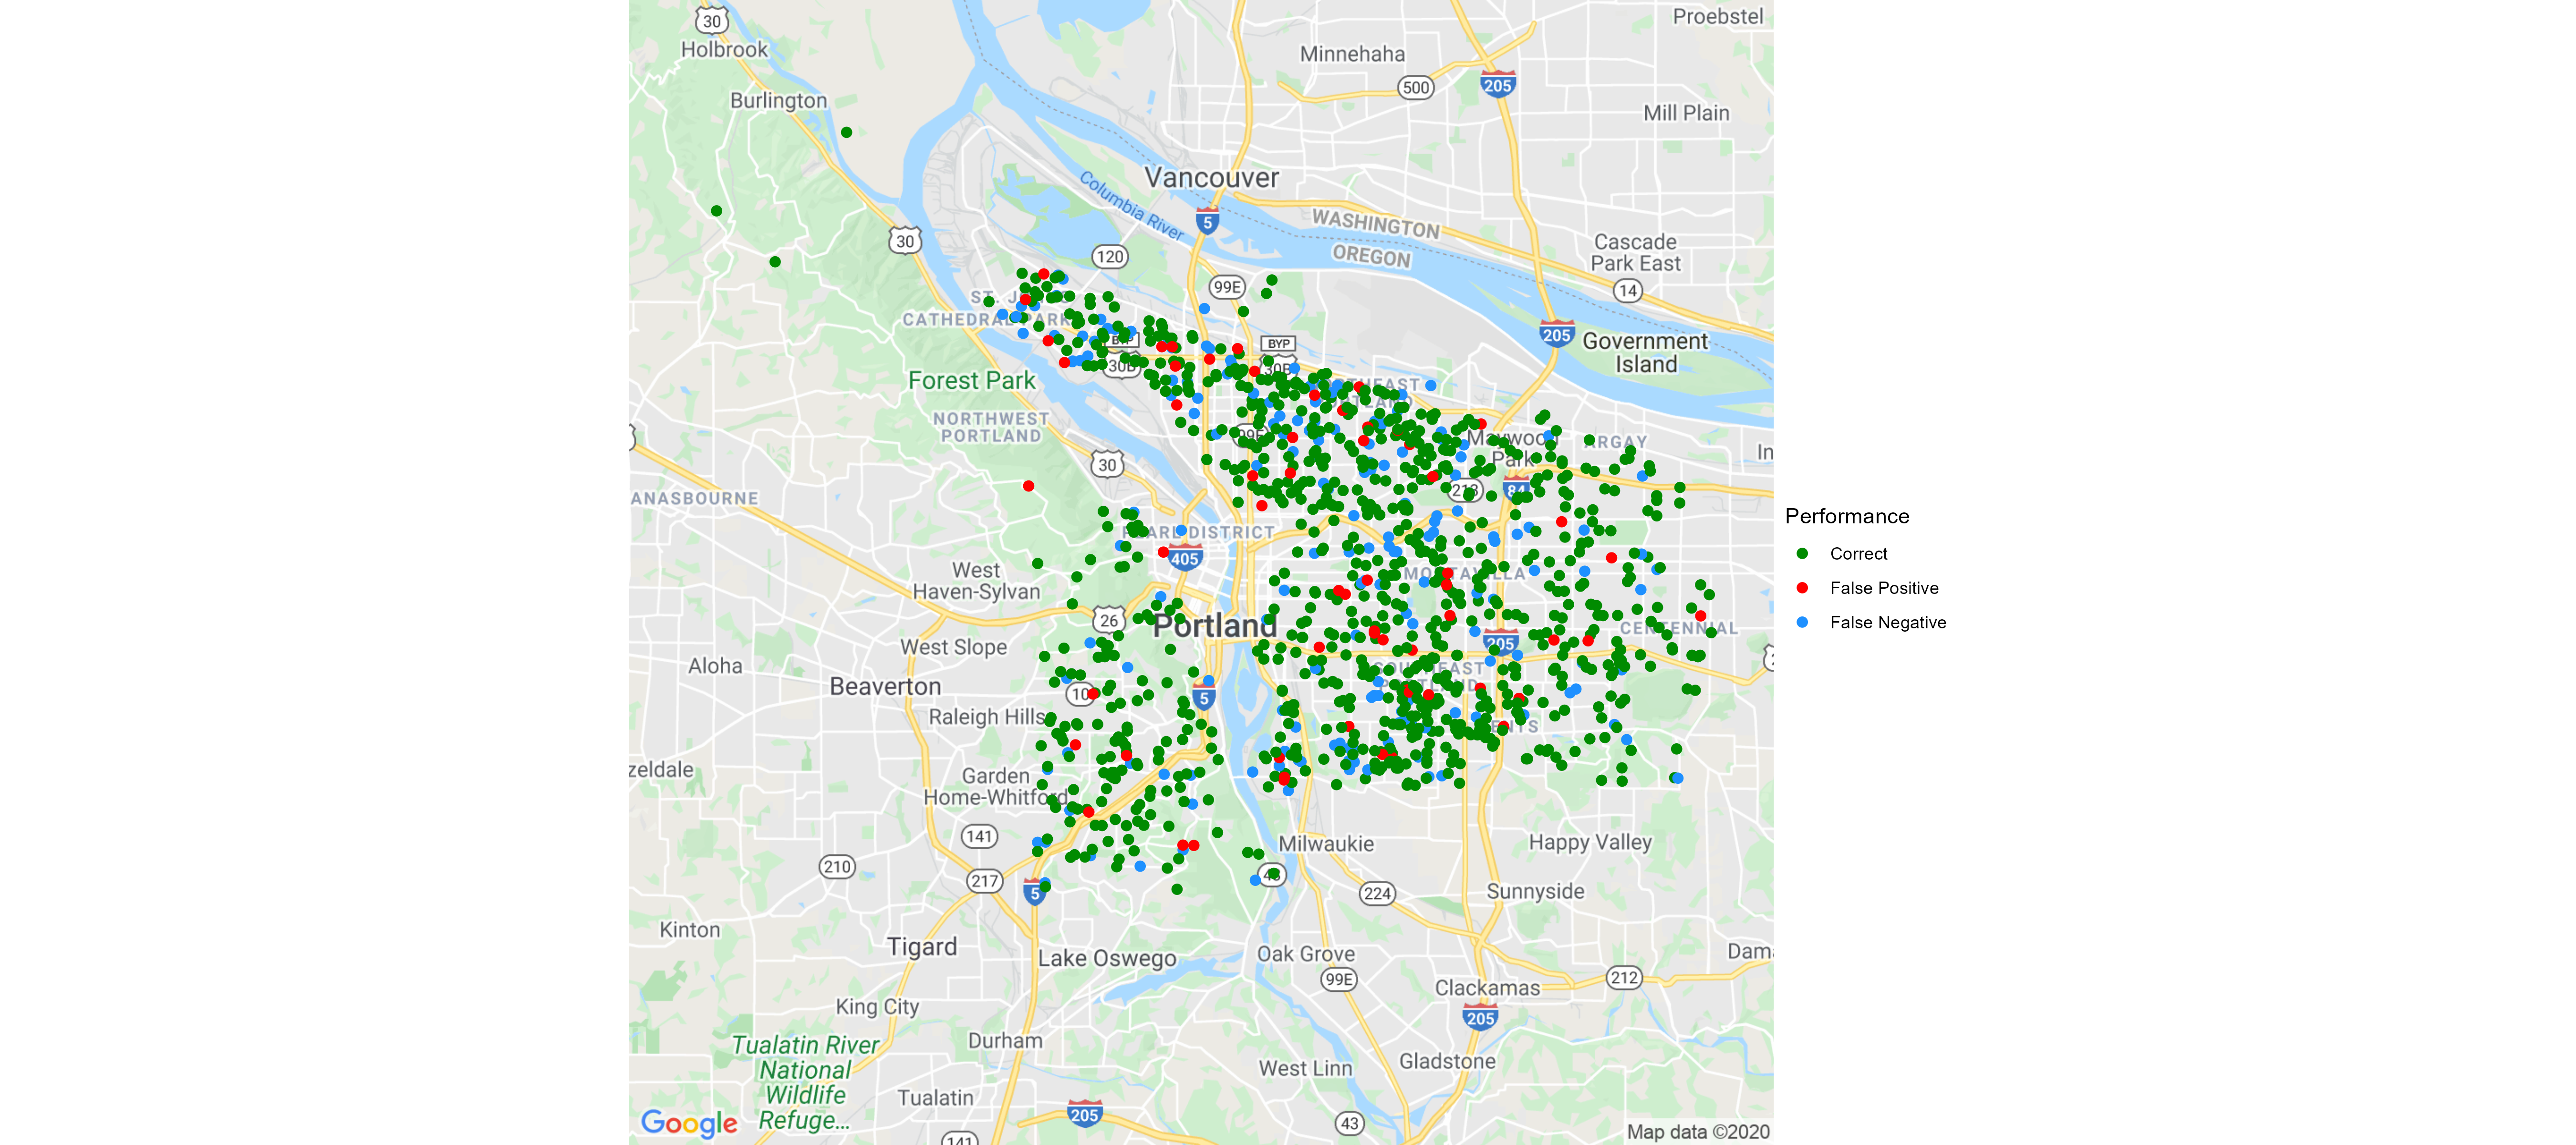 30
Holbrook
Proebstel
Minnehaha
500
205
Burlington
Mill Plain
Vancouver
Columbia River
5
WASHINGTON
OREGON
Cascade
Park East
30
120
99E
14
CATHEDRAL PARK
205
Government
Island
BYP
30B
BYP
30B
Forest Park
NORTHWEST
PORTLAND
99E
Maywood
Park
ARGAY
In
30
213
84
ANASBOURNE
PEARL DISTRICT
405
West
Haven-Sylvan
MONTAVILLA
26
Portland
205
CENTENNIAL
West Slope
Aloha
SOUTHEAST
PORTLAND
Beaverton
10
5
Raleigh Hills
zeldale
Garden
Home-Whitford
141
Milwaukie
Happy Valley
210
217
5
43
224
Sunnyside
Kinton
Tigard
Lake Oswego
Oak Grove
99E
Dam
212
Clackamas
King City
205
Durham
Tualatin River
National
Wildlife
Refuge...
West Linn
Gladstone
Tualatin
205
43
141
Google
Map data ©2020
Performance
Correct
False Positive
False Negative